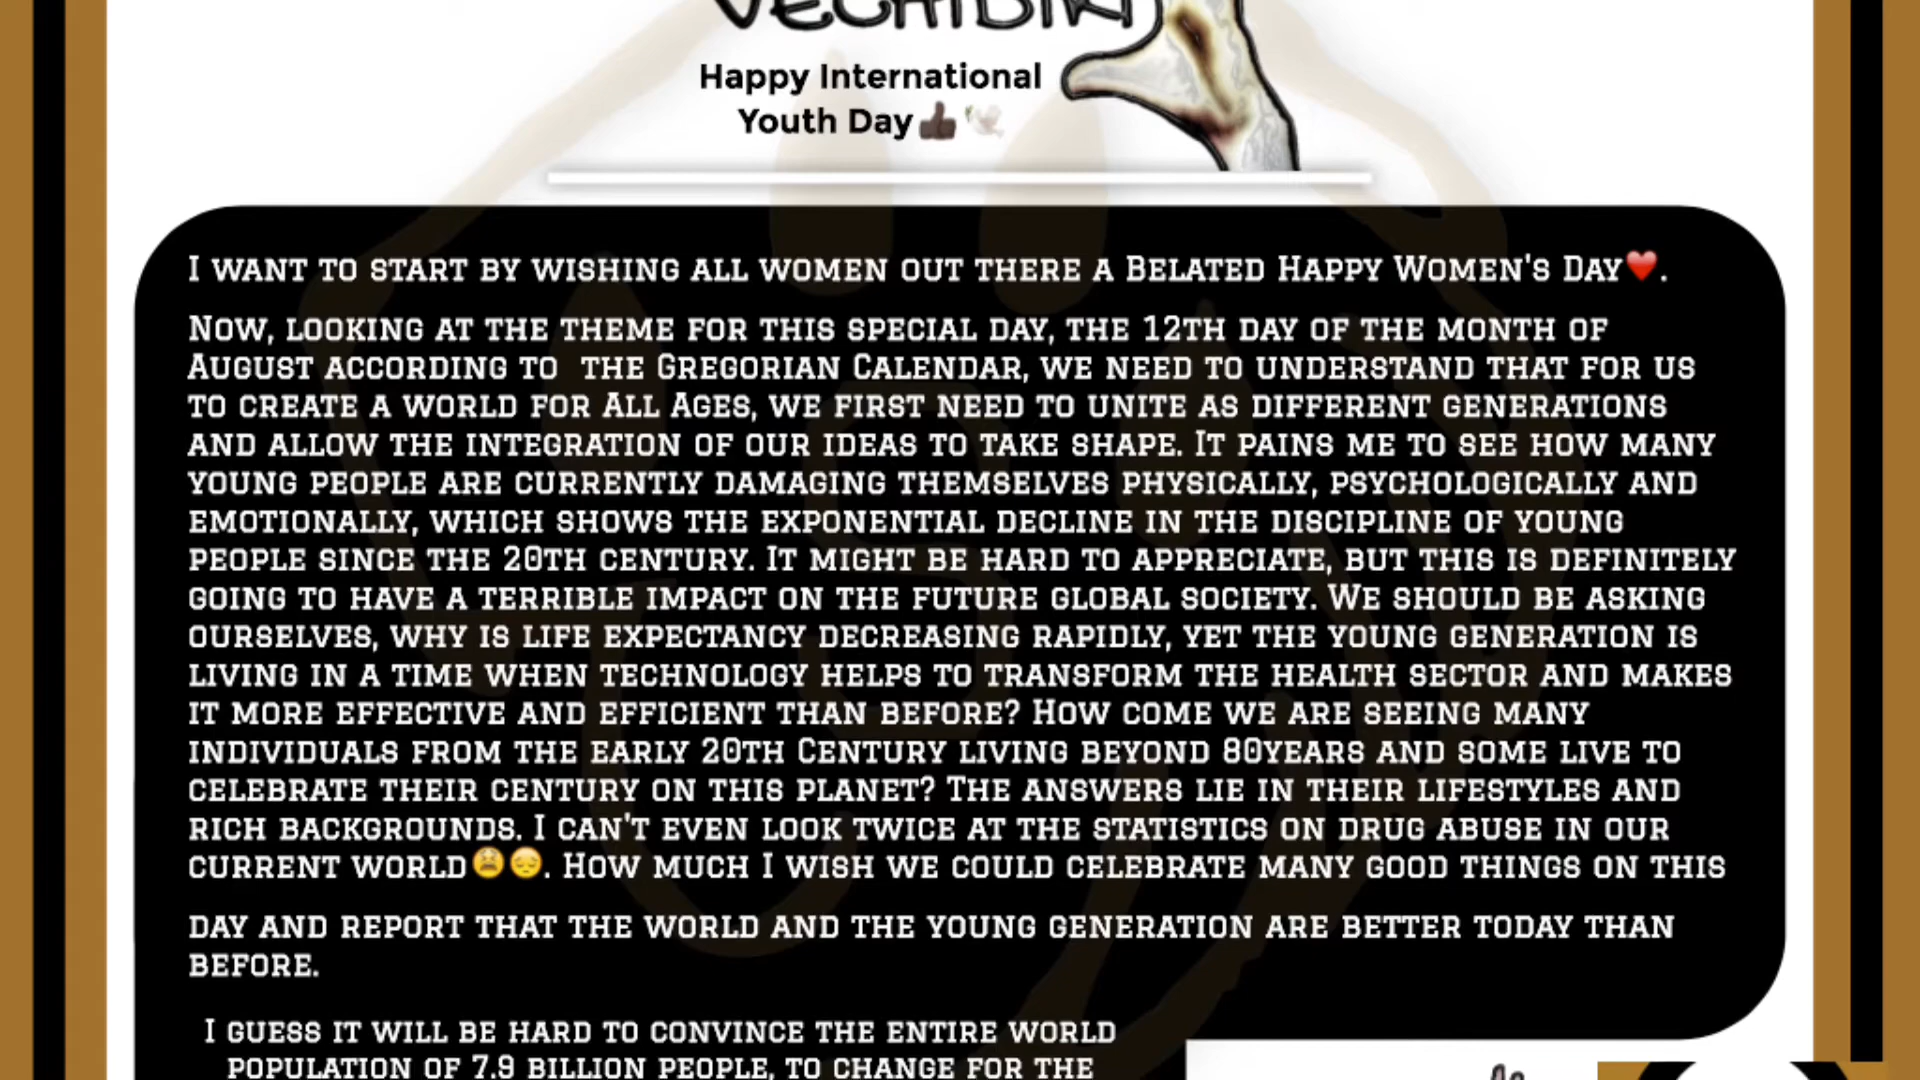 Happy International
Youth Day👍🏿🕊️
I want to start by wishing all women out there a Belated Happy Women's Day❤️.
Now, looking at the theme for this special day, the 12th day of the month of
August according to the Gregorian Calendar, we need to understand that for us
to create a world for All Ages, we first need to unite as different generations
and allow the integration of our ideas to take shape. It pains me to see how many
young people are currently damaging themselves physically, psychologically and
emotionally, which shows the exponential decline in the discipline of young
people since the 20th century. It might be hard to appreciate, but this is definitely
going to have a terrible impact on the future global society. We should be asking
ourselves, why is life expectancy decreasing rapidly, yet the young generation is
living in a time when technology helps to transform the health sector and makes
it more effective and efficient than before? How come we are seeing many
individuals from the early 20th Century living beyond 80years and some live to
celebrate their century on this planet? The answers lie in their lifestyles and
rich backgrounds. I can't even look twice at the statistics on drug abuse in our
current world😫😔. How much I wish we could celebrate many good things on this
day and report that the world and the young generation are better today than
before.
I guess it will be hard to convince the entire world
population of 7.9 billion people, to change for the